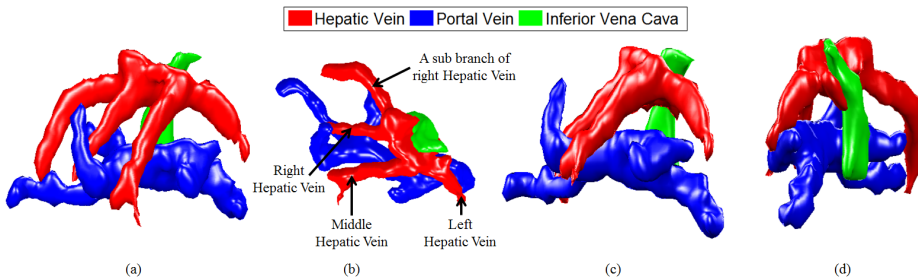 Hepatic Vein Portal Vein Inferior Vena Cava
A sub branch of
right Hepatic Vein
Right
Hepatic Vein
Middle
Hepatic Vein
Left
Hepatic Vein
(a) (b) (c) (d)